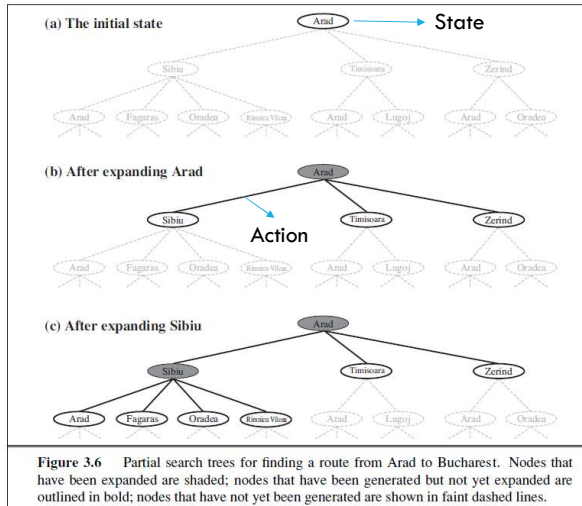 (a) The initial state
Arad
State
Sibiu
Timisoara
Zerind
Arad
Fagaras
Oradea
Rimnicu Vilcea
Arad
Lugoj
Arad
Oradea
(b) After expanding Arad
Arad
Sibiu
Timisoara
Zerind
Action
Arad
Fagaras
Oradea
Rimnicu Vilcea
Arad
Lugoj
Arad
Oradea
(c) After expanding Sibiu
Arad
Sibiu
Timisoara
Zerind
Arad
Fagaras
Oradea
Rimnicu Vilcea
Arad
Lugoj
Arad
Oradea
Figure 3.6 Partial search trees for finding a route from Arad to Bucharest. Nodes that
have been expanded are shaded; nodes that have been generated but not yet expanded are
outlined in bold; nodes that have not yet been generated are shown in faint dashed lines.